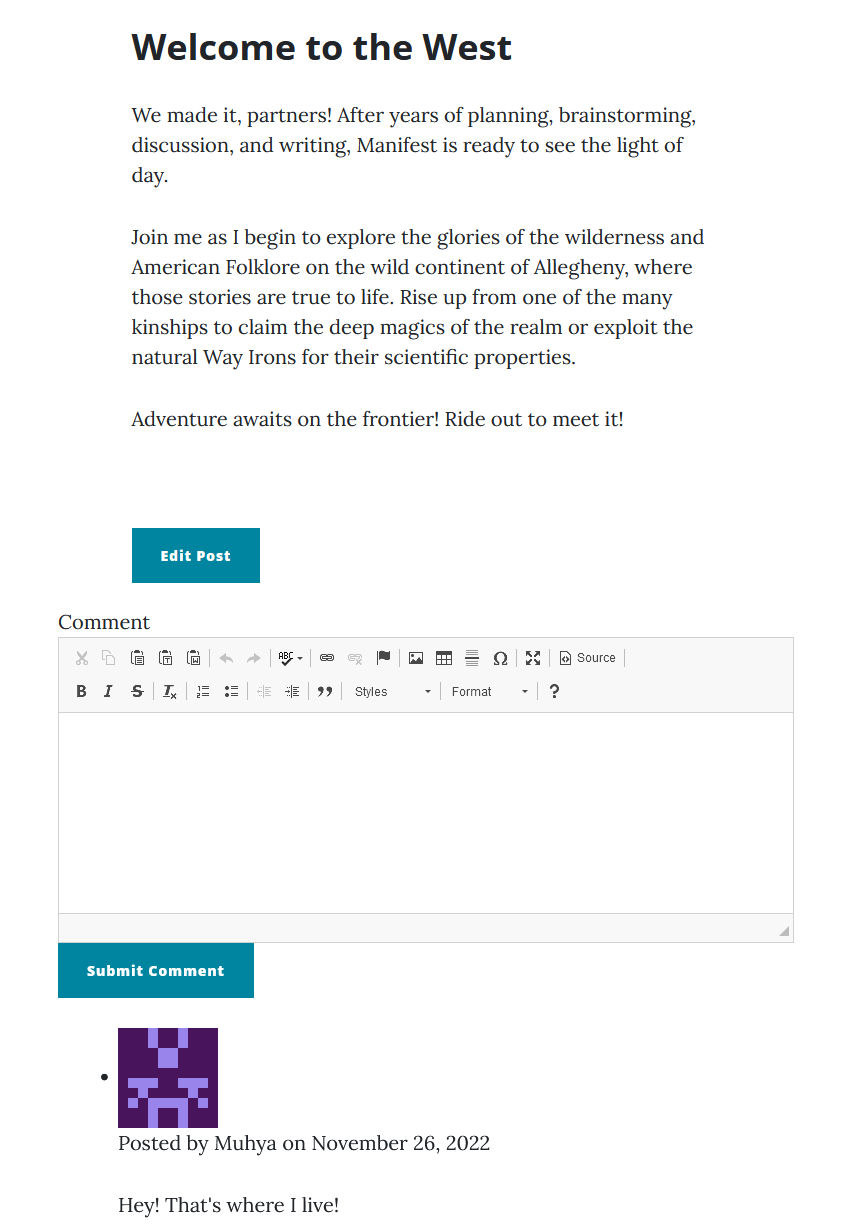 Welcome to the West
We made it, partners! After years of planning, brainstorming,
discussion, and writing, Manifest is ready to see the light of
day.
Join me as I begin to explore the glories of the wilderness and
American Folklore on the wild continent of Allegheny, where
those stories are true to life. Rise up from one of the many
kinships to claim the deep magics of the realm or exploit the
natural Way Irons for their scientific properties.
Adventure awaits on the frontier! Ride out to meet it!
Edit Post
Comment
ABC Ω Source
B I S Tx Styles Format ?
Submit Comment
Posted by Muhya on November 26, 2022
Hey! That's where I live!